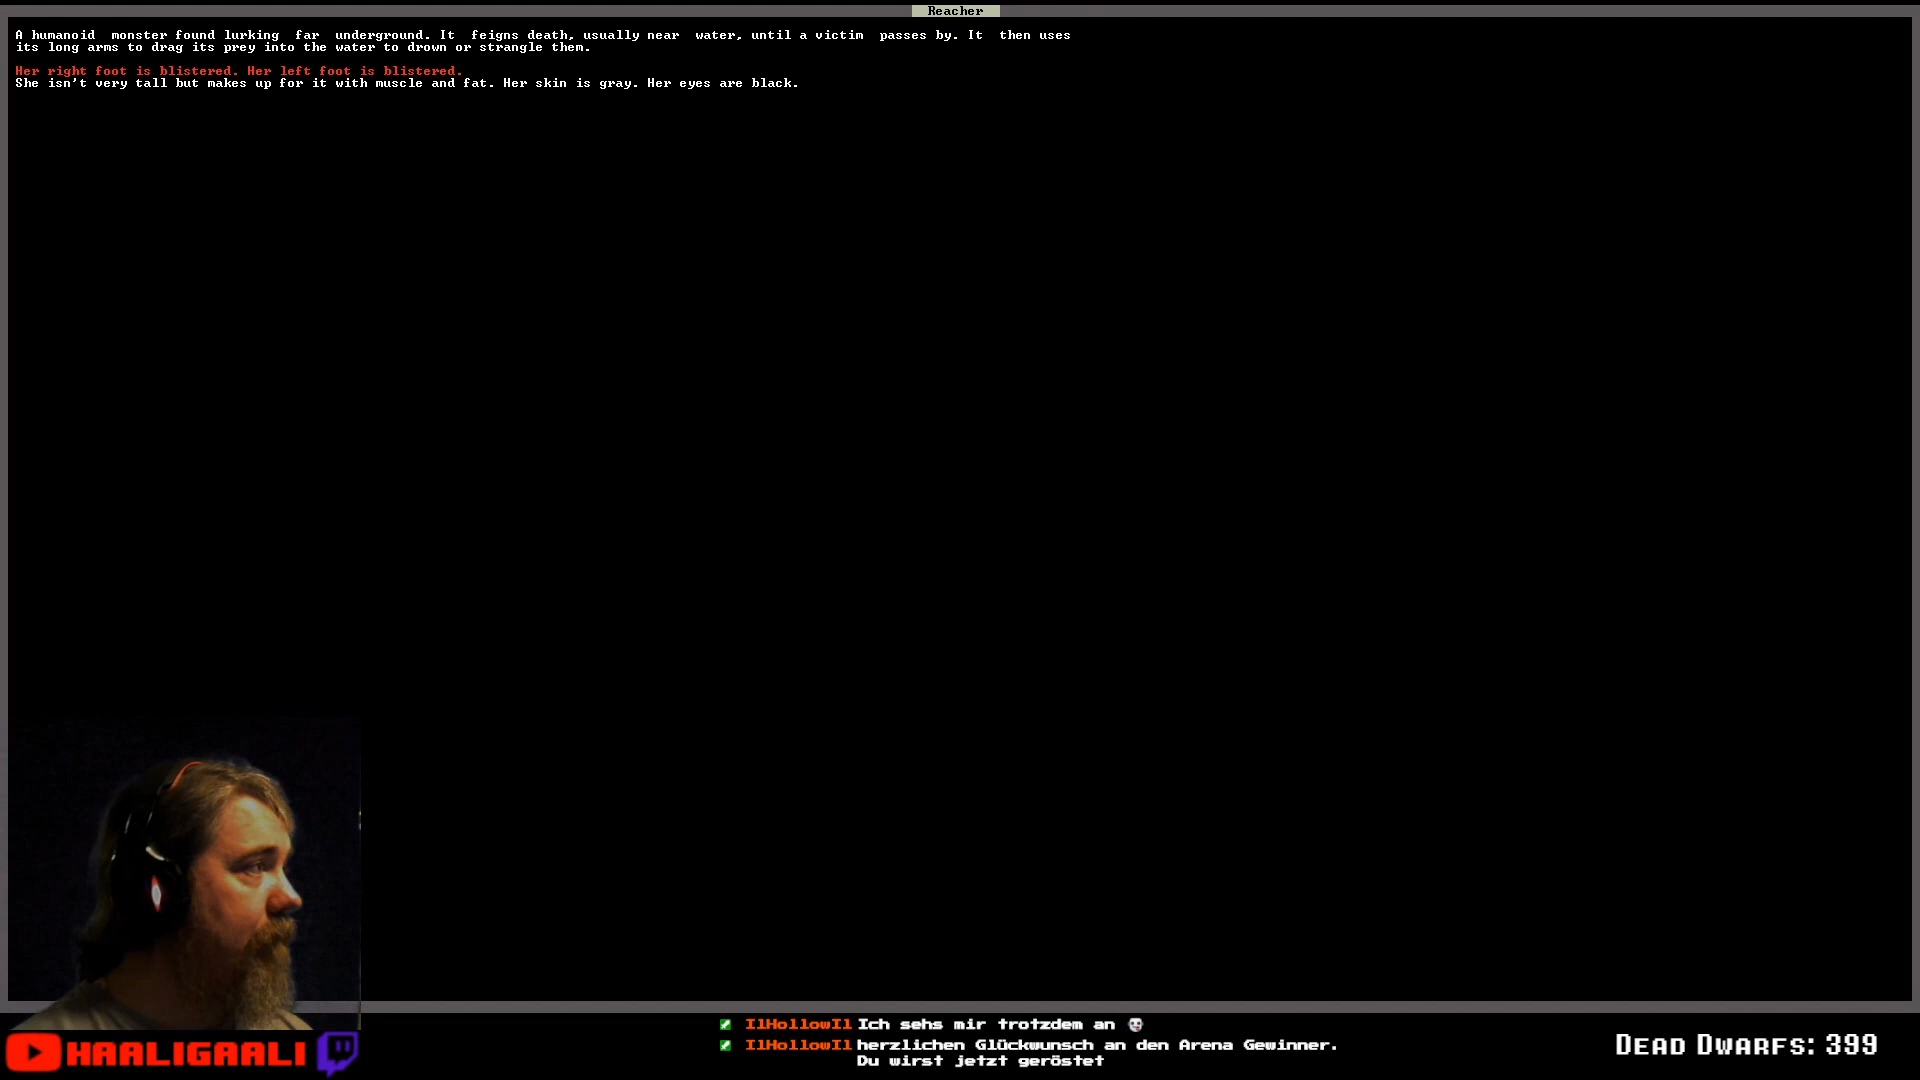 Reacher
A humanoid monster found lurking far underground. It feigns death, usually near water, until a victim passes by. It then uses
its long arms to drag its prey into the water to drown or strangle them.
Her right foot is blistered. Her left foot is blistered.
She isn't very tall but makes up for it with muscle and fat. Her skin is gray. Her eyes are black.
IlHollowIl Ich sehs mir trotzdem an
IlHollowIl herzlichen Glückwunsch an den Arena Gewinner.
Du wirst jetzt geröstet
HAALIGAALI
Dead Dwarfs: 399